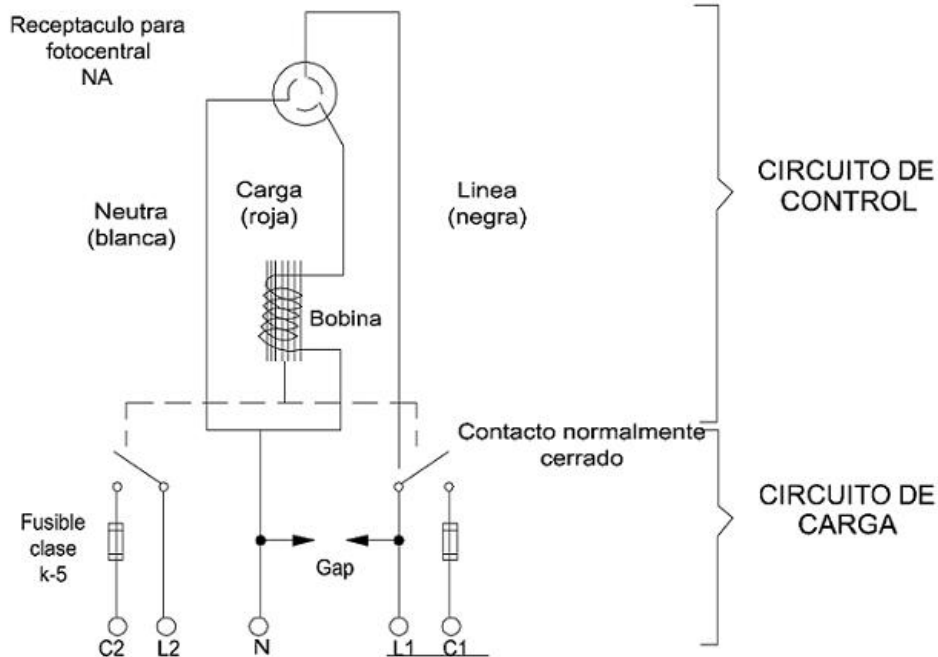 Receptaculo para
fotocentral
NA
Neutra
(blanca)
Carga
(roja)
Linea
(negra)
CIRCUITO DE
CONTROL
Bobina
Contacto normalmente
cerrado
Fusible
clase
k-5
Gap
CIRCUITO DE
CARGA
C2 L2 N L1 C1